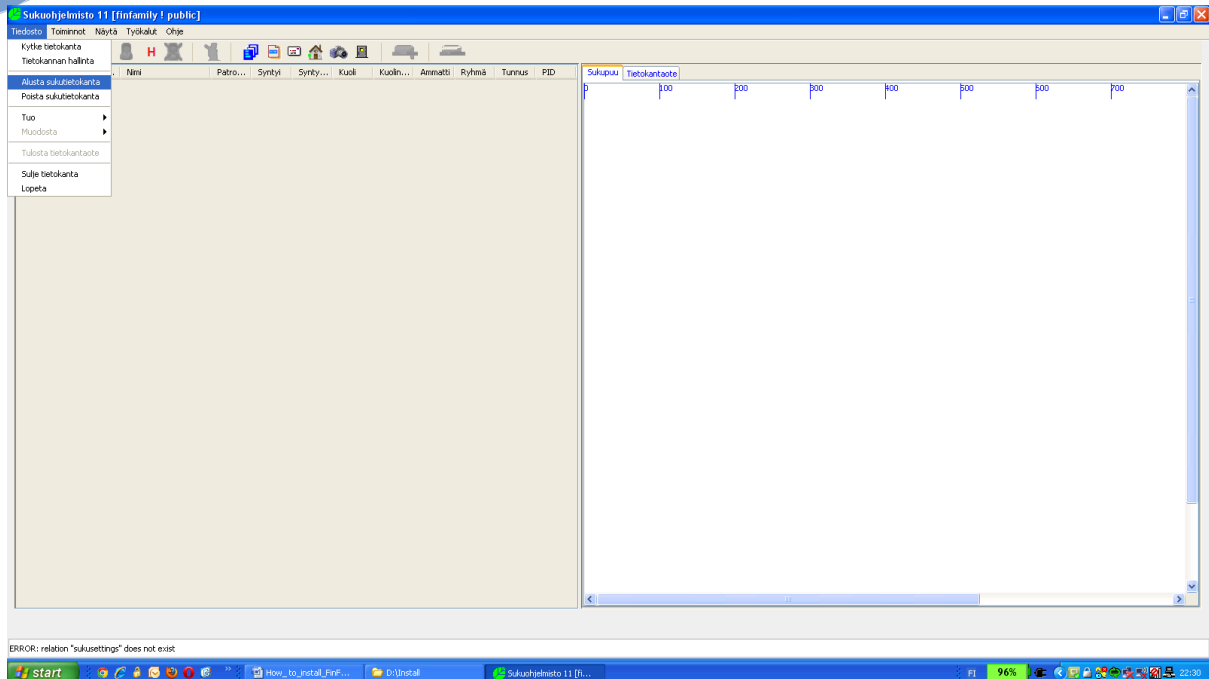 Sukuohjelmisto 11 [finfamily ! public]
Tiedosto Toiminnot Näytä Työkalut Ohje
Kytke tietokanta
Tietokannan hallinta
Alusta sukutietokanta
Poista sukutietokanta
Tuo
Muodosta
Tulosta tietokantaote
Sulje tietokanta
Lopeta
H
. Nimi Patro... Syntyi Synty... Kuoli Kuolin... Ammatti Ryhmä Tunnus PID
Sukupuu Tietokantaote
0 100 200 300 400 500 600 700
ERROR: relation "sukusettings" does not exist
start How_to_install_FinF... D:\Install Sukuohjelmisto 11 [fi... FI 96% 22:30